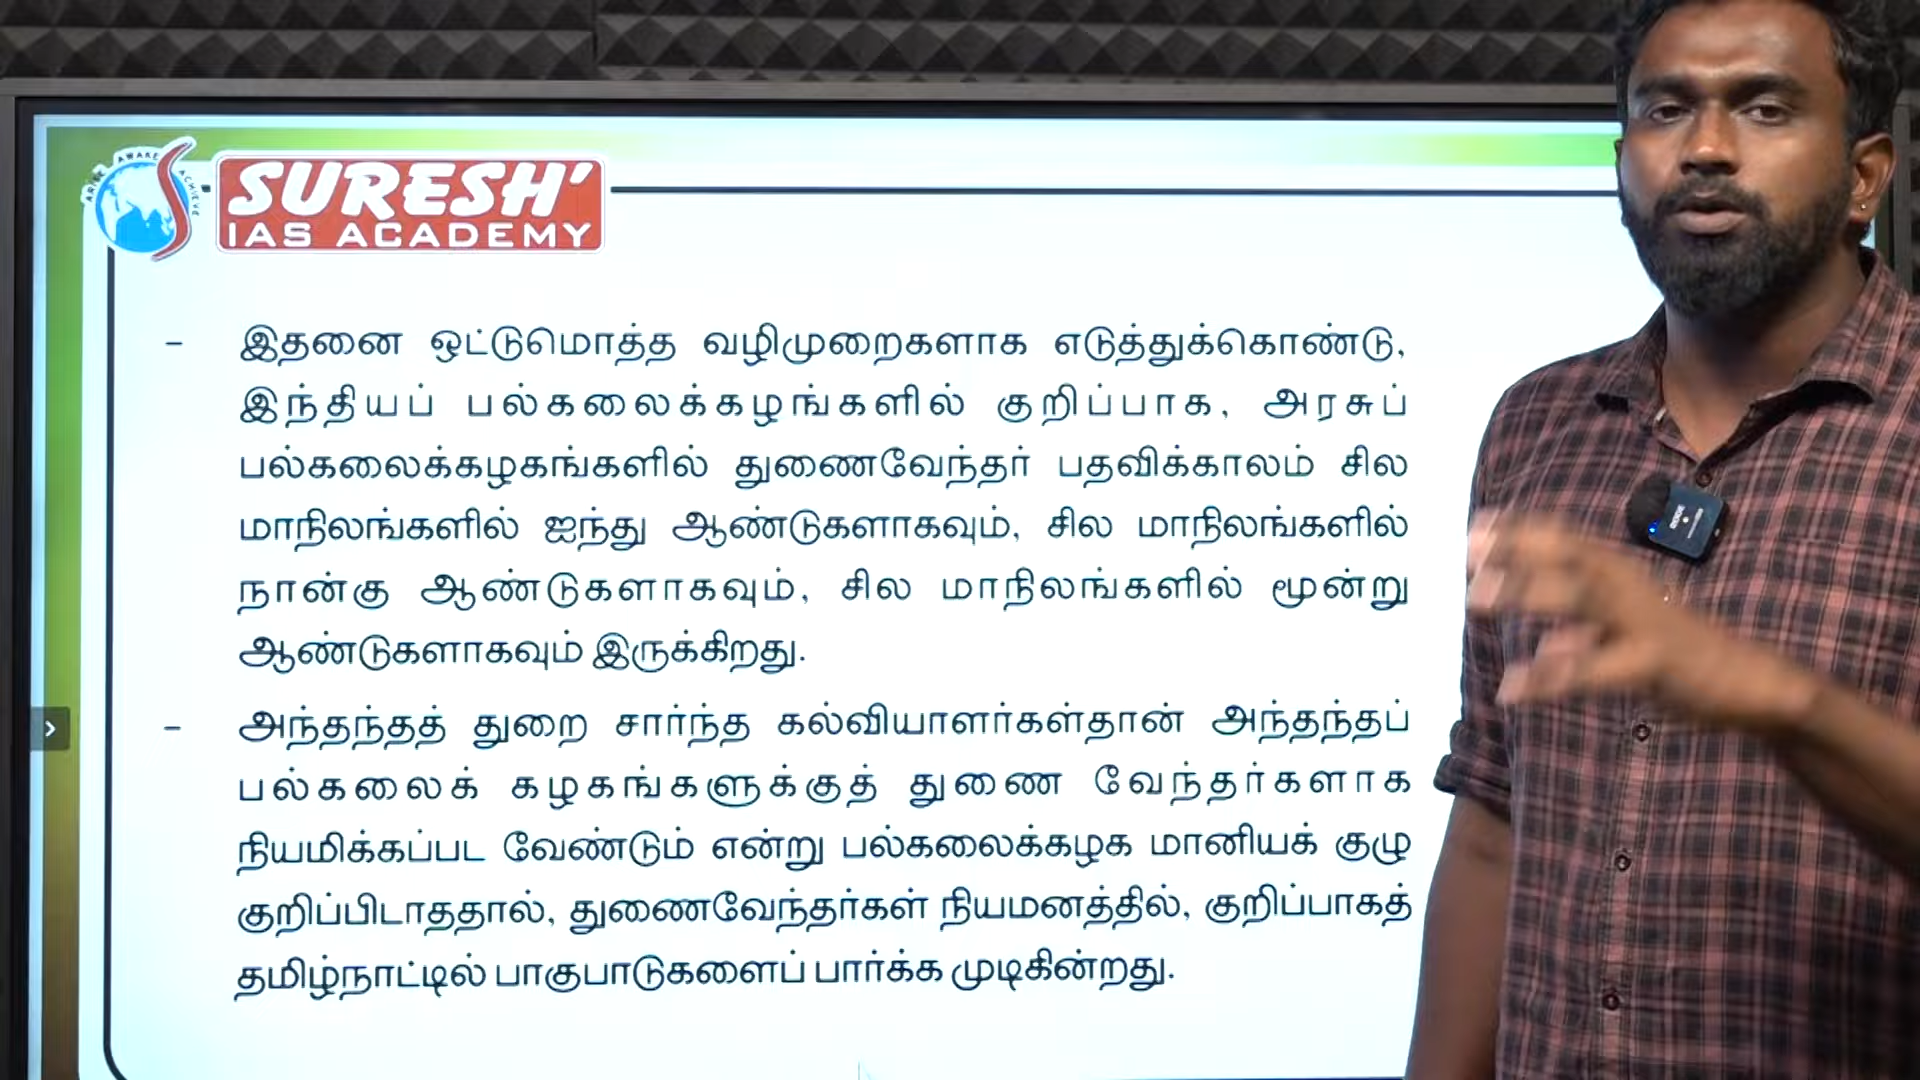 ARISE AWAKE ACHIEVE
SURESH'
IAS ACADEMY
- இதனை ஒட்டுமொத்த வழிமுறைகளாக எடுத்துக்கொண்டு,
இந்தியப் பல்கலைக்கழங்களில் குறிப்பாக, அரசுப்
பல்கலைக்கழகங்களில் துணைவேந்தர் பதவிக்காலம் சில
மாநிலங்களில் ஐந்து ஆண்டுகளாகவும், சில மாநிலங்களில்
நான்கு ஆண்டுகளாகவும், சில மாநிலங்களில் மூன்று
ஆண்டுகளாகவும் இருக்கிறது.
- அந்தந்தத் துறை சார்ந்த கல்வியாளர்கள்தான் அந்தந்தப்
பல்கலைக் கழகங்களுக்குத் துணை வேந்தர்களாக
நியமிக்கப்பட வேண்டும் என்று பல்கலைக்கழக மானியக் குழு
குறிப்பிடாததால், துணைவேந்தர்கள் நியமனத்தில், குறிப்பாகத்
தமிழ்நாட்டில் பாகுபாடுகளைப் பார்க்க முடிகின்றது.